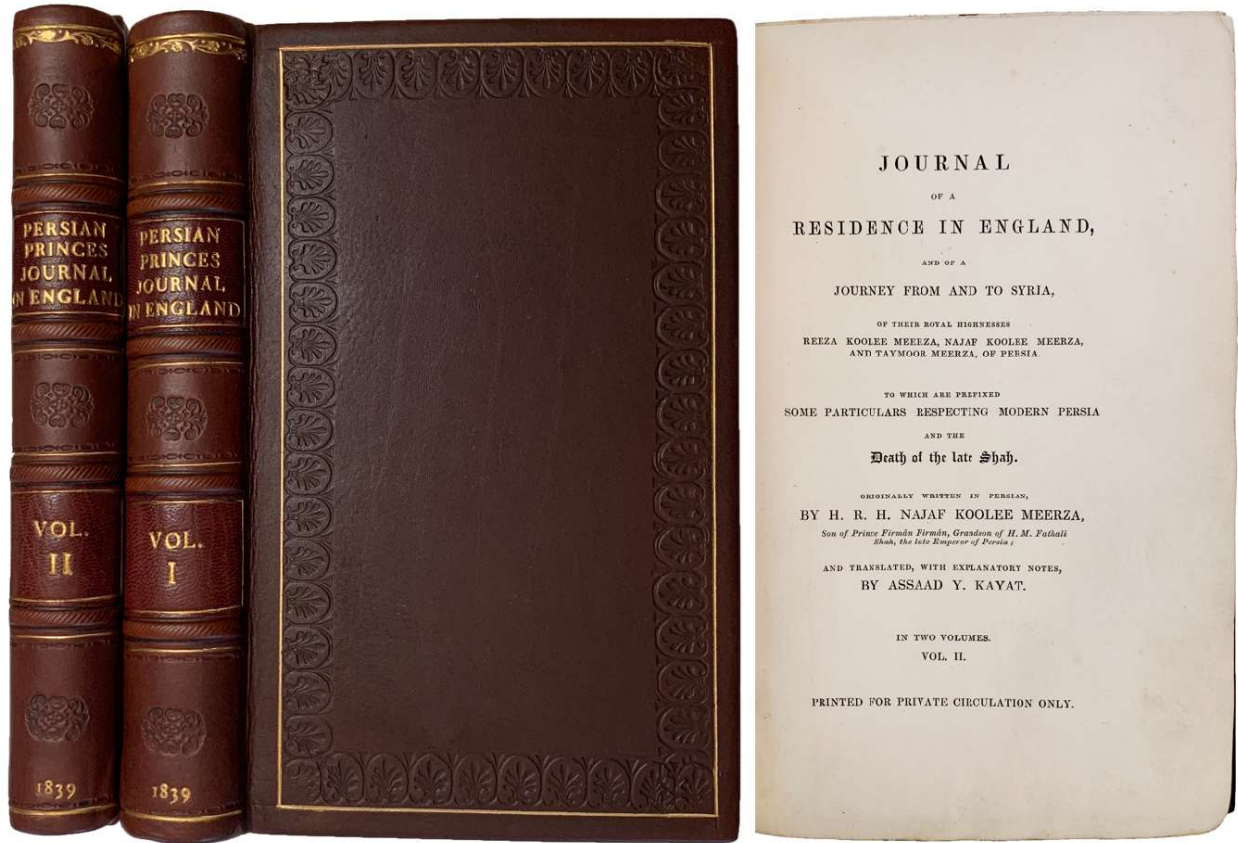 PERSIAN
PRINCES
JOURNAL
IN ENGLAND
VOL.
II
1839
PERSIAN
PRINCES
JOURNAL
IN ENGLAND
VOL.
I
1839
JOURNAL
OF A
RESIDENCE IN ENGLAND,
AND OF A
JOURNEY FROM AND TO SYRIA,
OF THEIR ROYAL HIGHNESSES
REEZA KOOLEE MEERZA, NAJAF KOOLEE MEERZA,
AND TAYMOOR MEERZA, OF PERSIA.
TO WHICH ARE PREFIXED
SOME PARTICULARS RESPECTING MODERN PERSIA
AND THE
Death of the late Shah.
ORIGINALLY WRITTEN IN PERSIAN,
BY H. R. H. NAJAF KOOLEE MEERZA,
Son of Prince Firmán Firmán, Grandson of H. M. Fathali
Shah, the late Emperor of Persia;
AND TRANSLATED, WITH EXPLANATORY NOTES,
BY ASSAAD Y. KAYAT.
IN TWO VOLUMES.
VOL. II.
PRINTED FOR PRIVATE CIRCULATION ONLY.